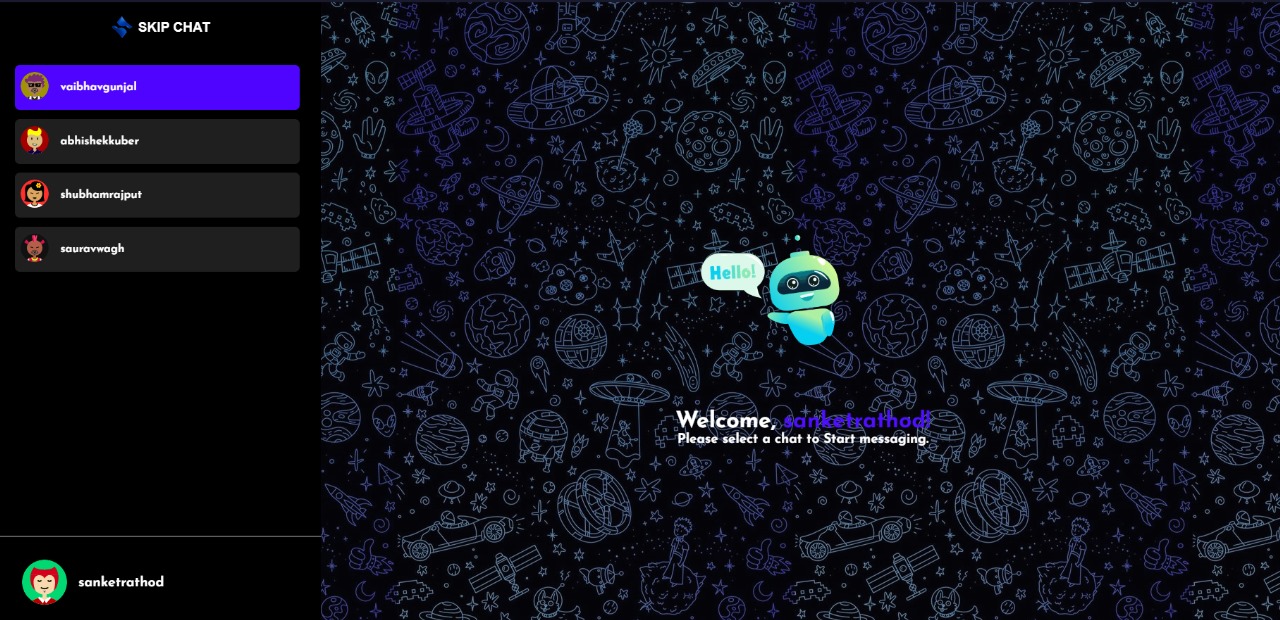 SKIP CHAT
vaibhavgunjal
abhishekkuber
shubhamrajput
sauravwagh
sanketrathod
Hello!
Welcome, sanketrathod!
Please select a chat to Start messaging.